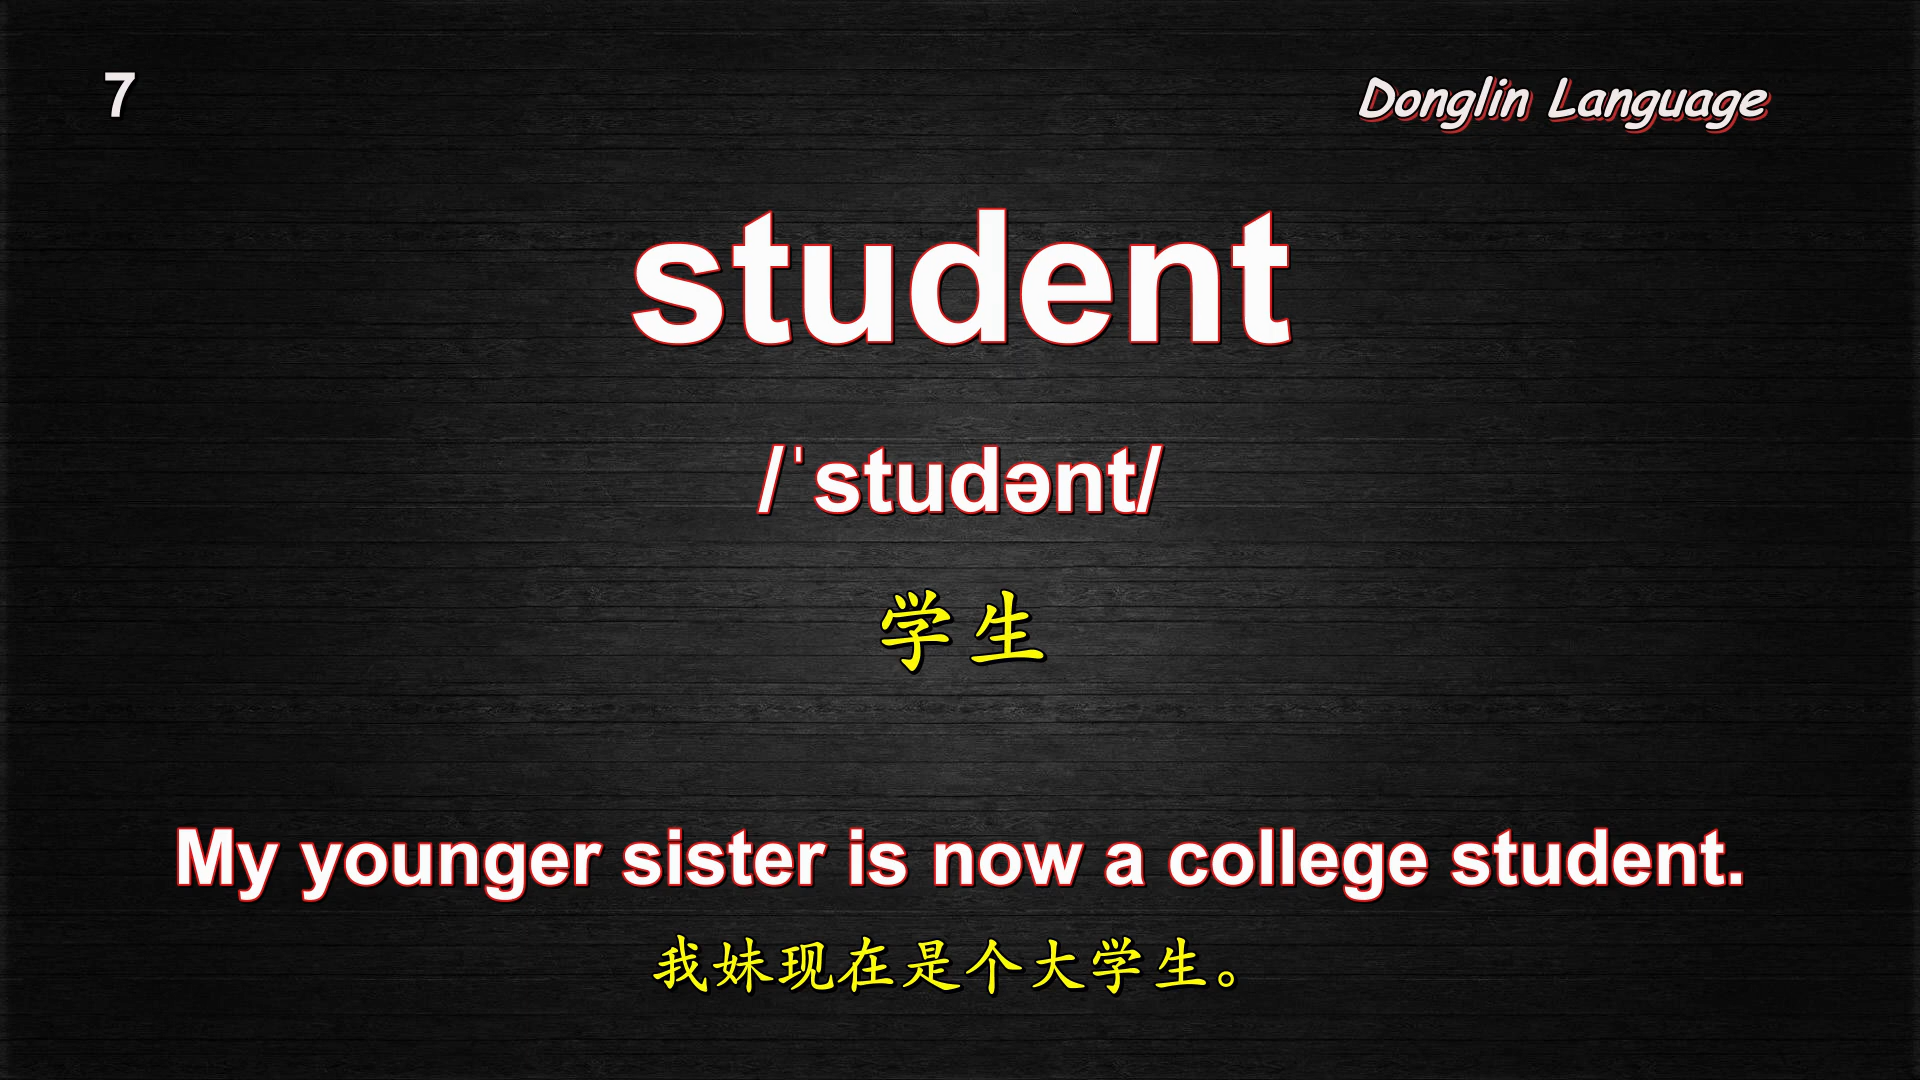 7
Donglin Language
student
/ˈstudənt/
学生
My younger sister is now a college student.
我妹现在是个大学生。